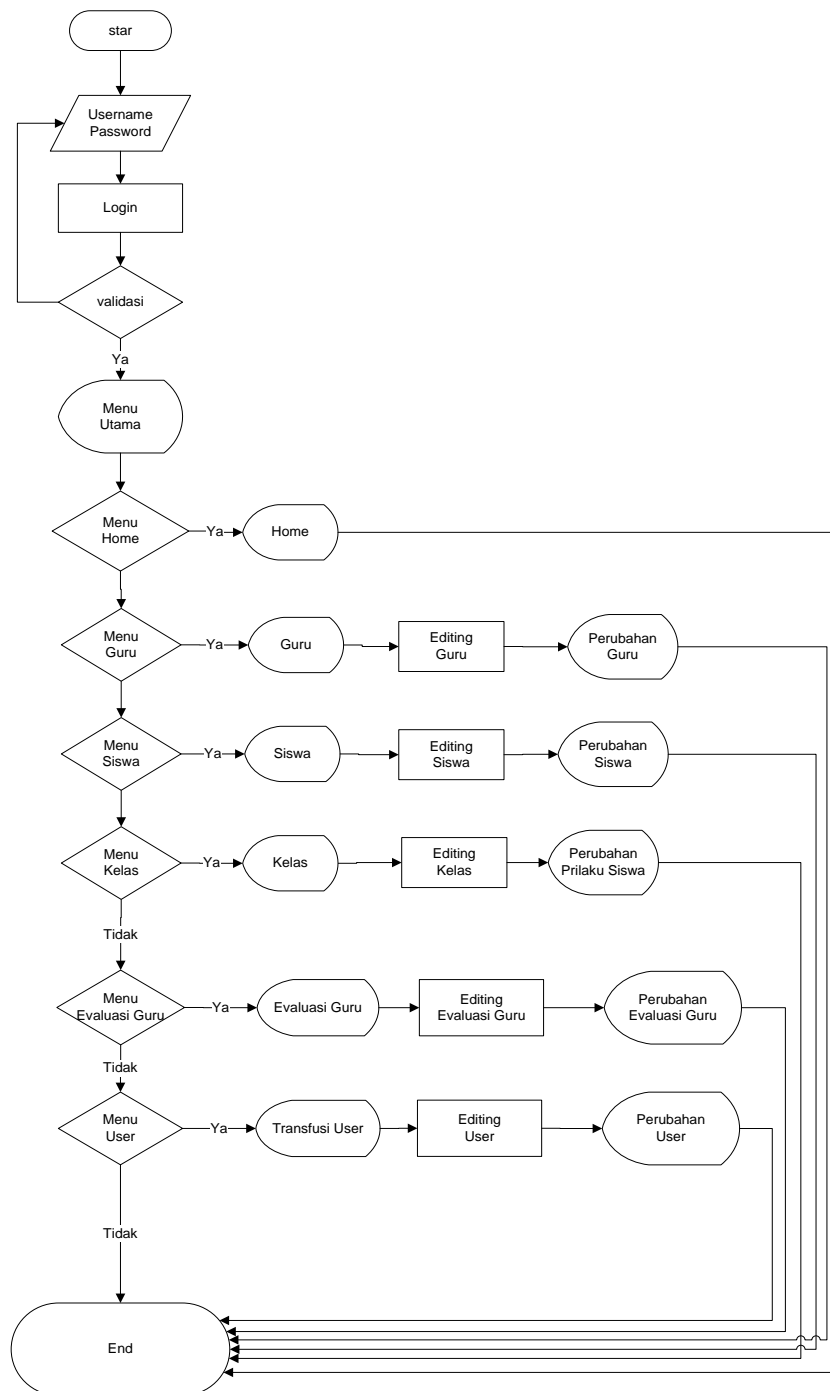 star
Username
Password
Login
validasi
Ya
Menu
Utama
Menu
Home
Ya
Home
Menu
Guru
Ya
Guru
Editing
Guru
Perubahan
Guru
Menu
Siswa
Ya
Siswa
Editing
Siswa
Perubahan
Siswa
Menu
Kelas
Ya
Kelas
Editing
Kelas
Perubahan
Prilaku Siswa
Tidak
Menu
Evaluasi Guru
Ya
Evaluasi Guru
Editing
Evaluasi Guru
Perubahan
Evaluasi Guru
Tidak
Menu
User
Ya
Transfusi User
Editing
User
Perubahan
User
Tidak
End